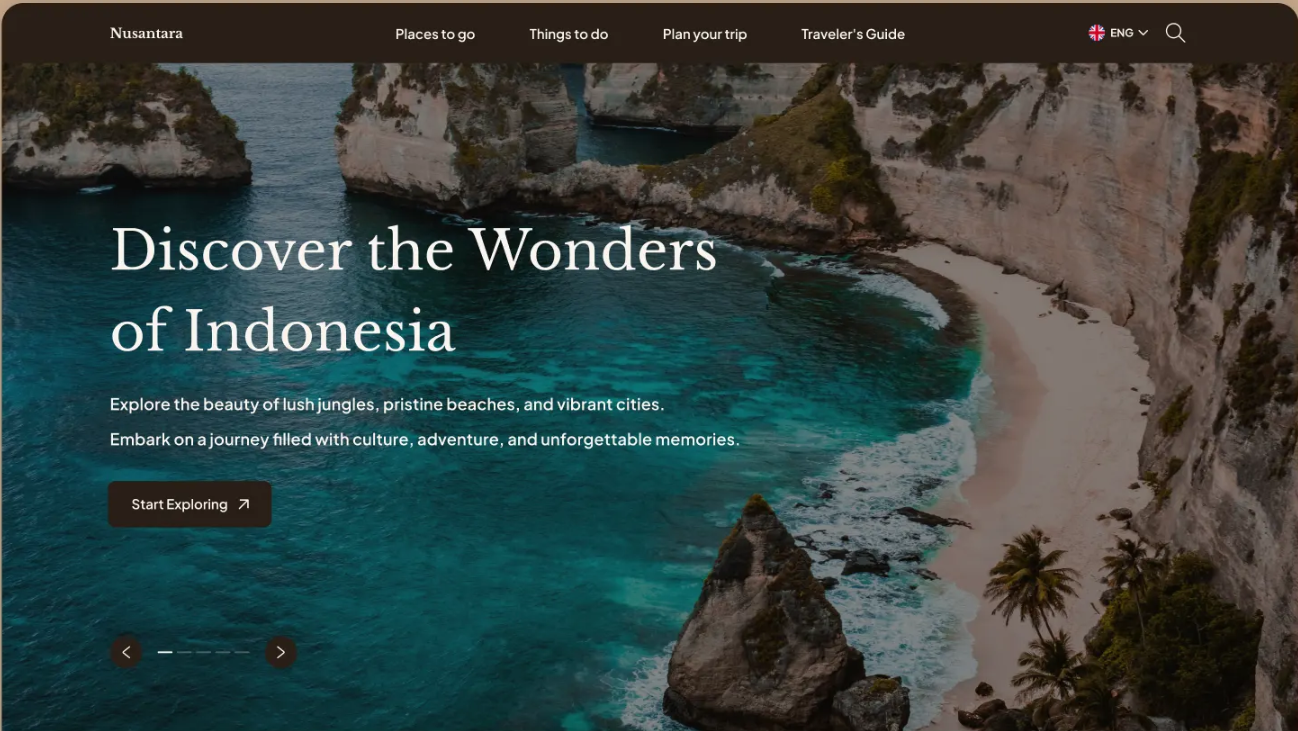 Nusantara
Places to go
Things to do
Plan your trip
Traveler's Guide
ENG
Discover the Wonders
of Indonesia
Explore the beauty of lush jungles, pristine beaches, and vibrant cities.
Embark on a journey filled with culture, adventure, and unforgettable memories.
Start Exploring